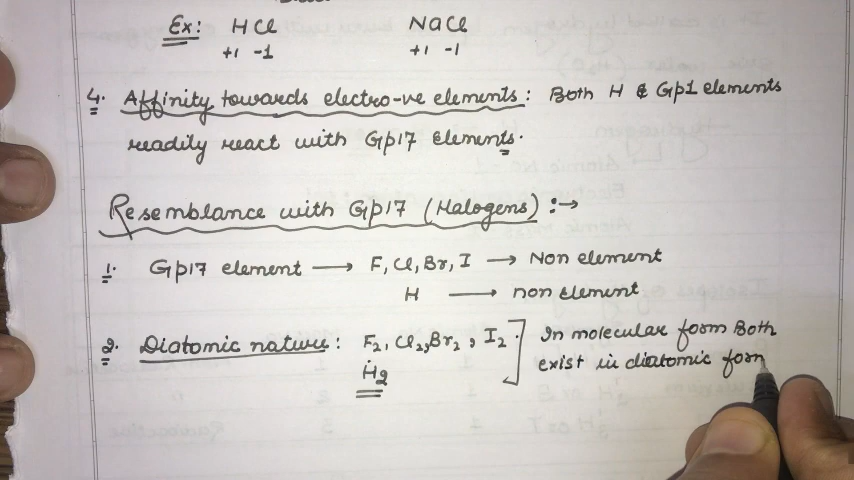 Ex: HCl NaCl
+1 -1 +1 -1
4. Affinity towards electro-ve elements: Both H & Gp1 elements
readily react with Gp17 elements.
Resemblance with Gp17 (Halogens) :→
1. Gp17 element → F, Cl, Br, I → Non element
H → non element
2. Diatomic nature: F2, Cl2, Br2, I2. ] In molecular form Both
H2 exist in diatomic form